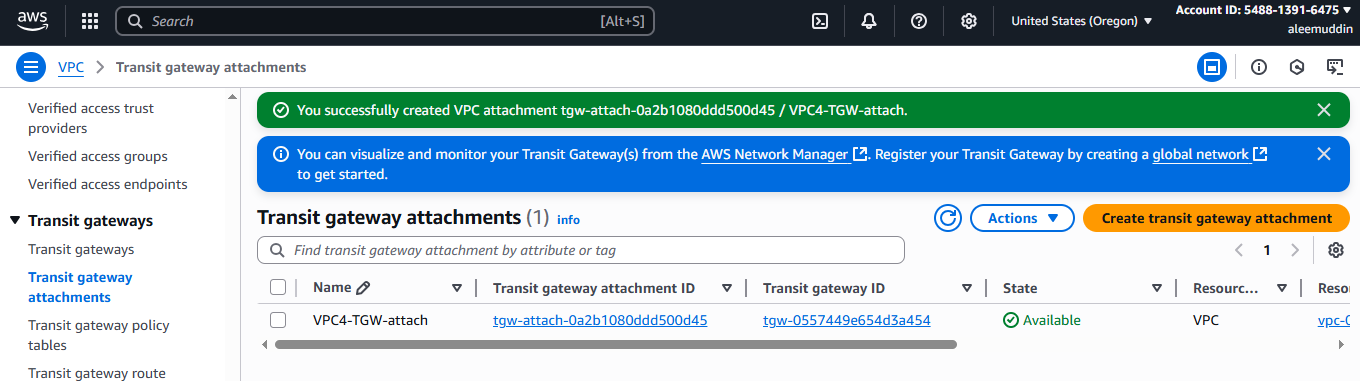 aws
Search
[Alt+S]
United States (Oregon)
Account ID: 5488-1391-6475
aleemuddin
VPC
Transit gateway attachments
Verified access trust
providers
Verified access groups
Verified access endpoints
Transit gateways
Transit gateways
Transit gateway
attachments
Transit gateway policy
tables
Transit gateway route
You successfully created VPC attachment tgw-attach-0a2b1080ddd500d45 / VPC4-TGW-attach.
You can visualize and monitor your Transit Gateway(s) from the AWS Network Manager. Register your Transit Gateway by creating a global network
to get started.
Transit gateway attachments (1) info
Actions
Create transit gateway attachment
Find transit gateway attachment by attribute or tag
1
Name Transit gateway attachment ID Transit gateway ID State Resourc... Resou
VPC4-TGW-attach tgw-attach-0a2b1080ddd500d45 tgw-0557449e654d3a454 Available VPC vpc-0